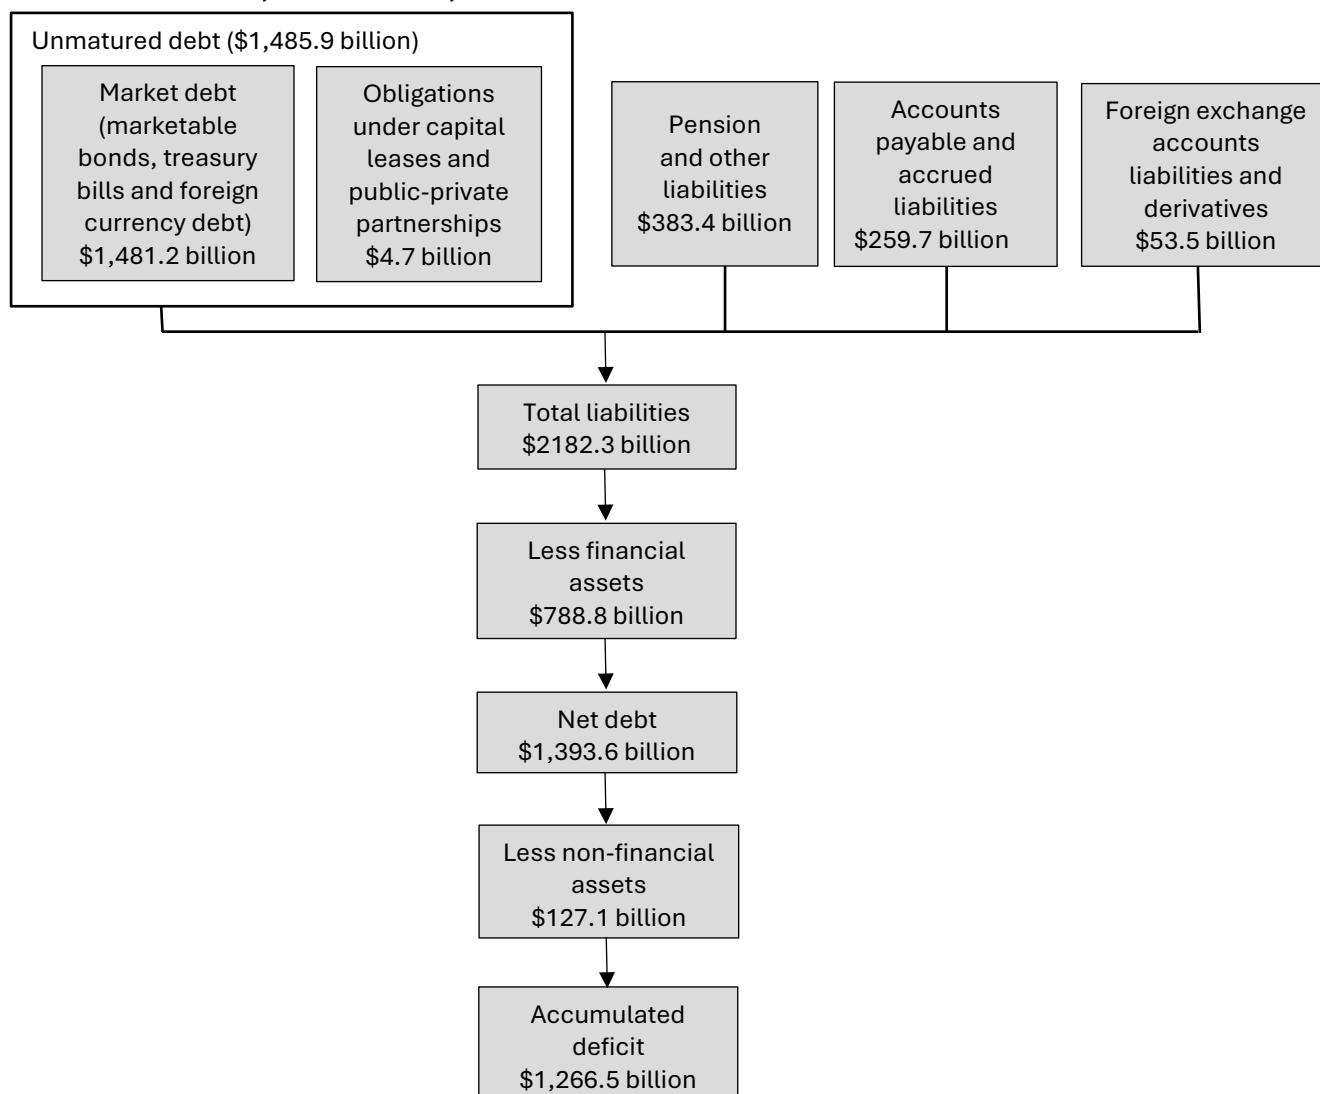 Unmatured debt ($1,485.9 billion)
Market debt
(marketable
bonds, treasury
bills and foreign
currency debt)
$1,481.2 billion
Obligations
under capital
leases and
public-private
partnerships
$4.7 billion
Pension
and other
liabilities
$383.4 billion
Accounts
payable and
accrued
liabilities
$259.7 billion
Foreign exchange
accounts
liabilities and
derivatives
$53.5 billion
Total liabilities
$2182.3 billion
Less financial
assets
$788.8 billion
Net debt
$1,393.6 billion
Less non-financial
assets
$127.1 billion
Accumulated
deficit
$1,266.5 billion